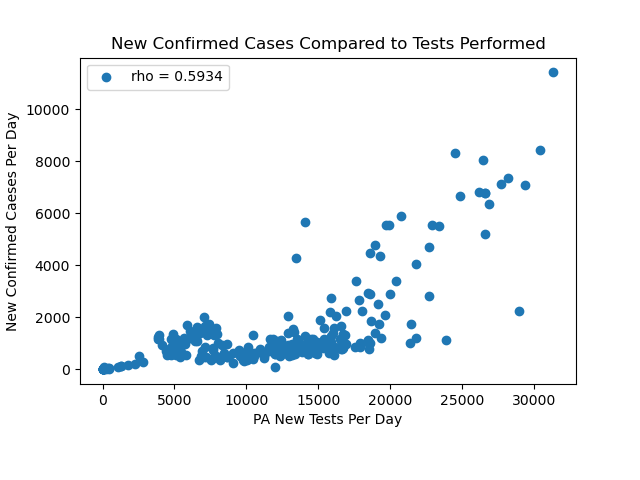 New Confirmed Cases Compared to Tests Performed
rho = 0.5934
New Confirmed Caeses Per Day
10000
8000
6000
4000
2000
0
0 5000 10000 15000 20000 25000 30000
PA New Tests Per Day